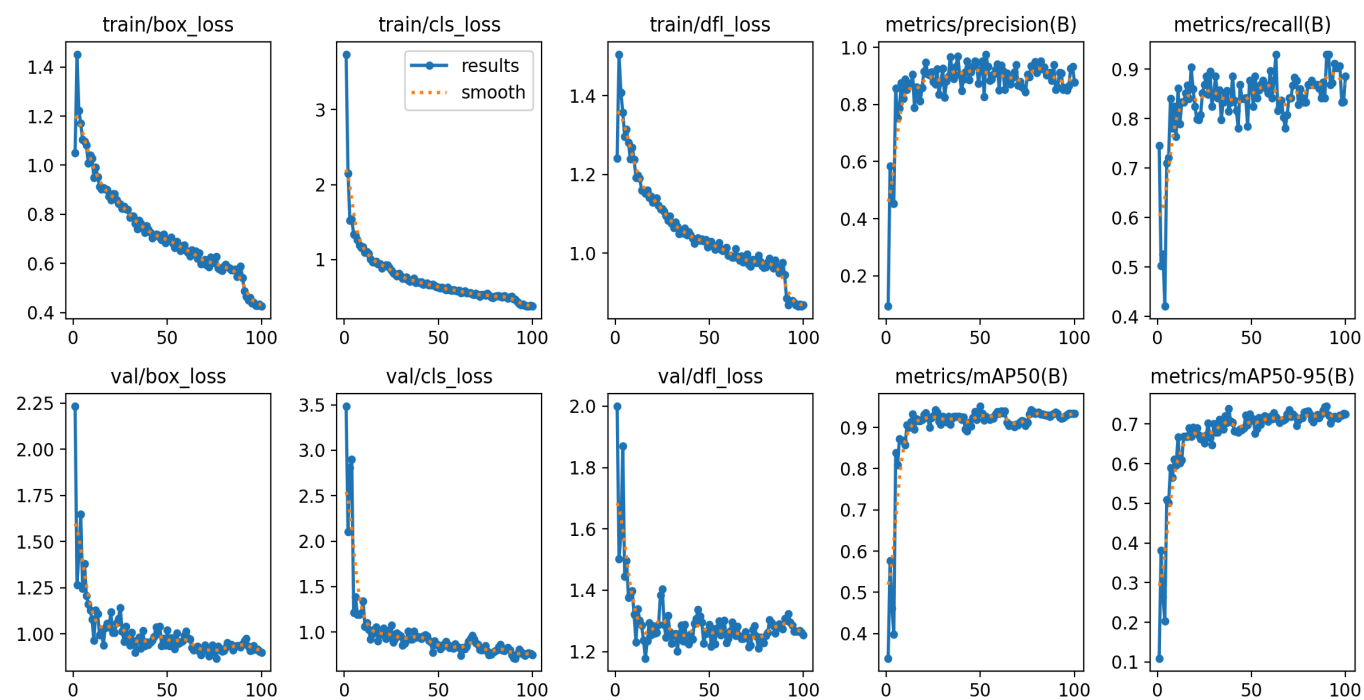 train/box_loss
1.4
1.2
1.0
0.8
0.6
0.4
0 50 100
train/cls_loss
results
smooth
3
2
1
0 50 100
train/dfl_loss
1.4
1.2
1.0
0 50 100
metrics/precision(B)
1.0
0.8
0.6
0.4
0.2
0 50 100
metrics/recall(B)
0.9
0.8
0.7
0.6
0.5
0.4
0 50 100
val/box_loss
2.25
2.00
1.75
1.50
1.25
1.00
0 50 100
val/cls_loss
3.5
3.0
2.5
2.0
1.5
1.0
0 50 100
val/dfl_loss
2.0
1.8
1.6
1.4
1.2
0 50 100
metrics/mAP50(B)
0.9
0.8
0.7
0.6
0.5
0.4
0 50 100
metrics/mAP50-95(B)
0.7
0.6
0.5
0.4
0.3
0.2
0.1
0 50 100